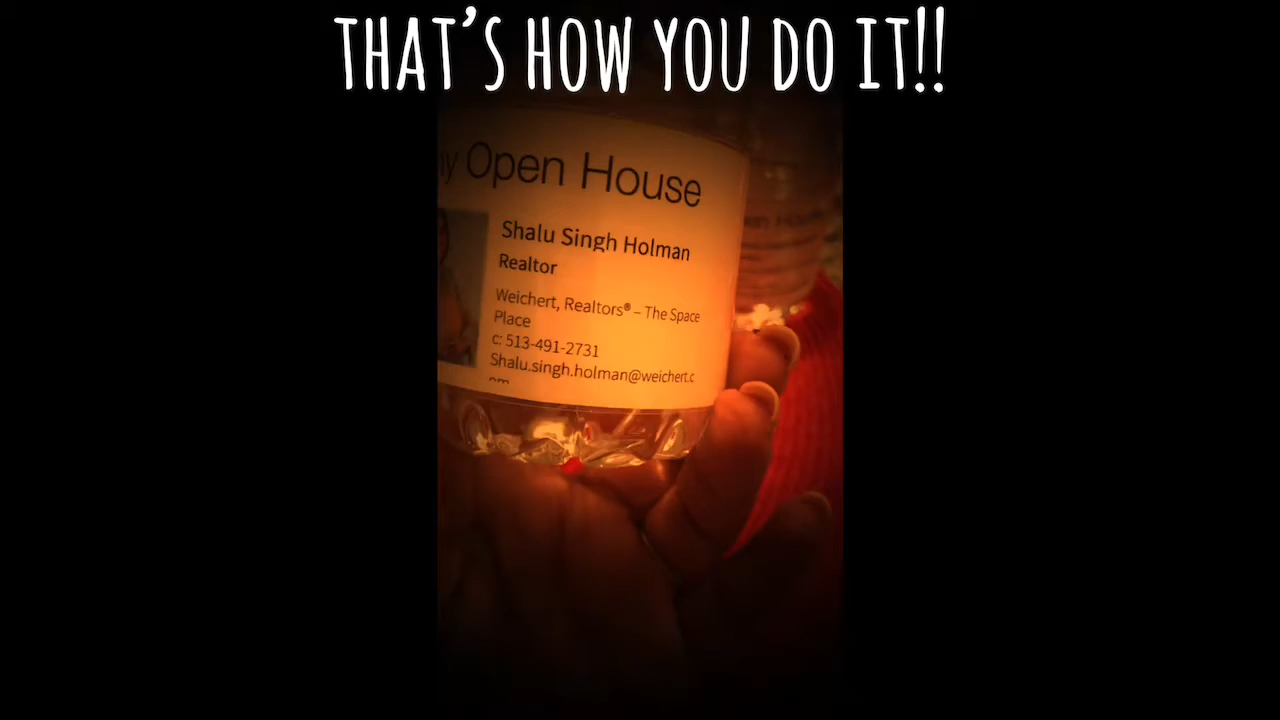 THAT'S HOW YOU DO IT!!
Open House
Shalu Singh Holman
Realtor
Weichert, Realtors® – The Space
Place
c: 513-491-2731
Shalu.singh.holman@weichert.c
om